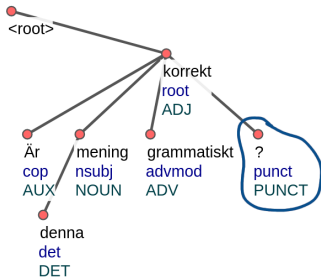 <root>
korrekt
root
ADJ
Är mening grammatiskt ?
cop nsubj advmod punct
AUX NOUN ADV PUNCT
denna
det
DET